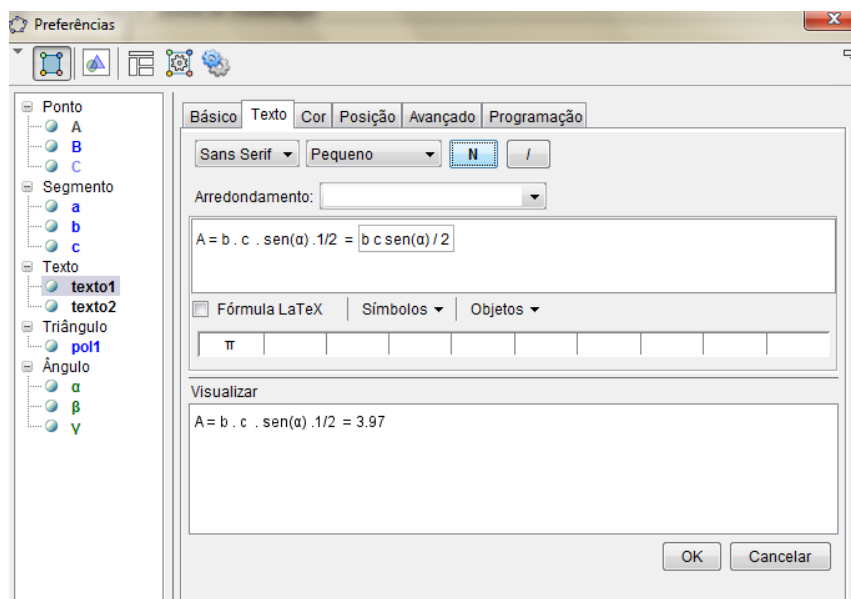 Preferências
Ponto
A
B
C
Segmento
a
b
c
Texto
texto1
texto2
Triângulo
pol1
Ângulo
α
β
γ
Básico Texto Cor Posição Avançado Programação
Sans Serif Pequeno N I
Arredondamento:
A = b . c . sen(α) .1/2 = b c sen(α) / 2
Fórmula LaTeX Símbolos Objetos
π
Visualizar
A = b . c . sen(α) .1/2 = 3.97
OK Cancelar